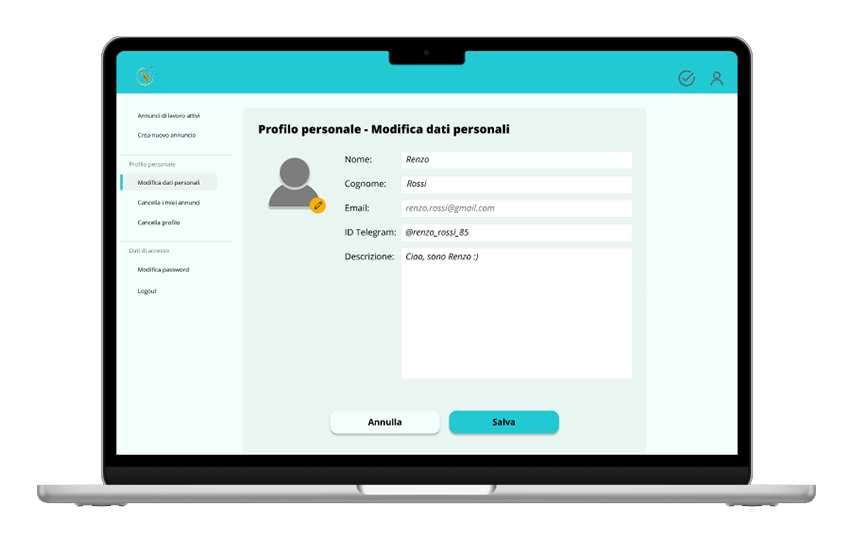 Annunci di lavoro attivi
Crea nuovo annuncio
Profilo personale
Modifica dati personali
Cancella i miei annunci
Cancella profilo
Dati di accesso
Modifica password
Logout
Profilo personale - Modifica dati personali
Nome: Renzo
Cognome: Rossi
Email: renzo.rossi@gmail.com
ID Telegram: @renzo_rossi_85
Descrizione: Ciao, sono Renzo :)
Annulla Salva